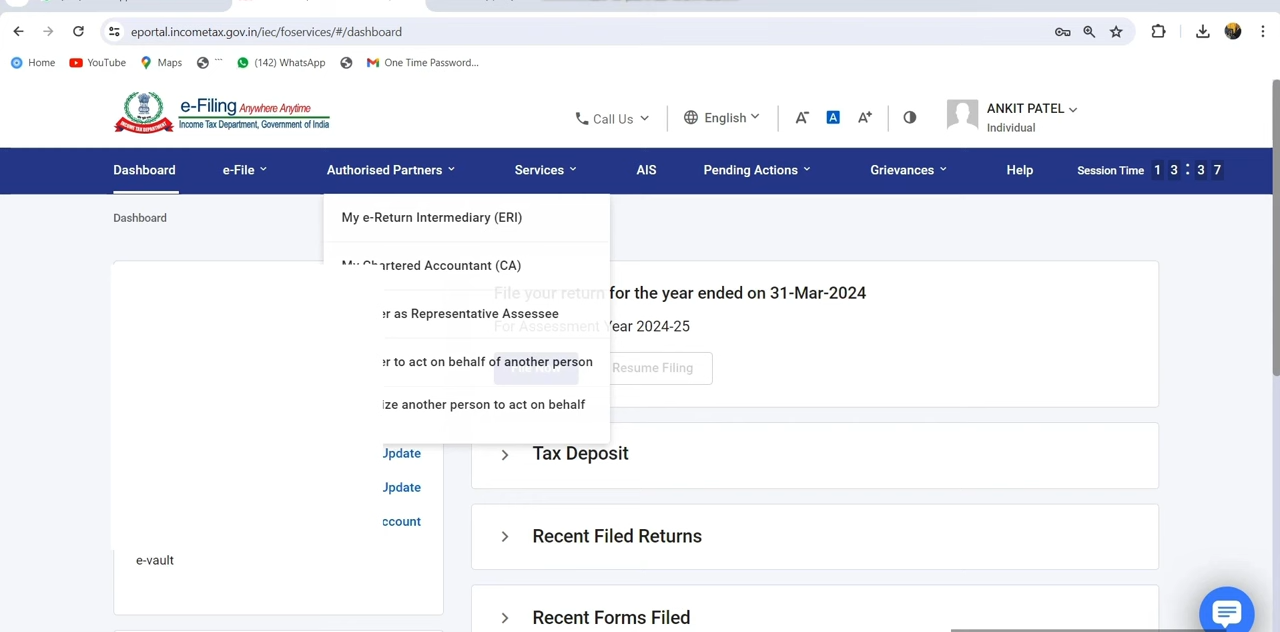 eportal.incometax.gov.in/iec/foservices/#/dashboard
Home YouTube Maps (142) WhatsApp One Time Password...
e-Filing Anywhere Anytime
Income Tax Department, Government of India
Call Us English A A A+ ANKIT PATEL
Individual
Dashboard e-File Authorised Partners Services AIS Pending Actions Grievances Help Session Time 1 3 : 3 7
Dashboard
My e-Return Intermediary (ERI)
My Chartered Accountant (CA)
er as Representative Assessee
er to act on behalf of another person
ize another person to act on behalf
File your return for the year ended on 31-Mar-2024
For Assessment Year 2024-25
Resume Filing
Update
Update
ccount
e-vault
Tax Deposit
Recent Filed Returns
Recent Forms Filed